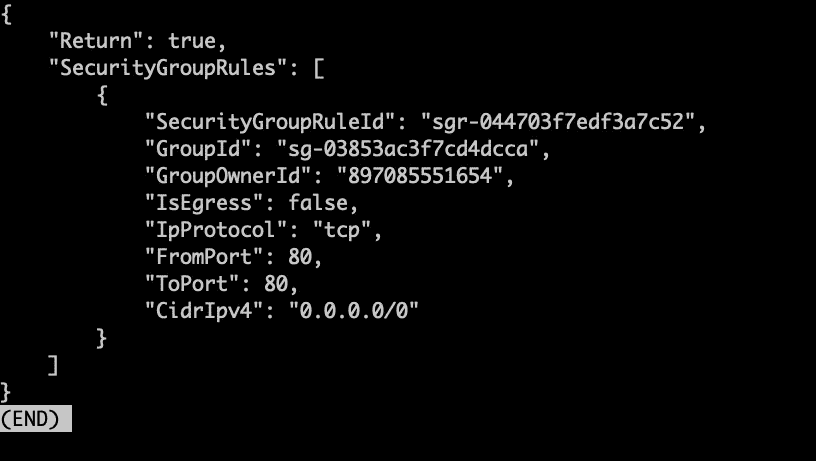 {
    "Return": true,
    "SecurityGroupRules": [
        {
            "SecurityGroupRuleId": "sgr-044703f7edf3a7c52",
            "GroupId": "sg-03853ac3f7cd4dcca",
            "GroupOwnerId": "897085551654",
            "IsEgress": false,
            "IpProtocol": "tcp",
            "FromPort": 80,
            "ToPort": 80,
            "CidrIpv4": "0.0.0.0/0"
        }
    ]
}
(END)